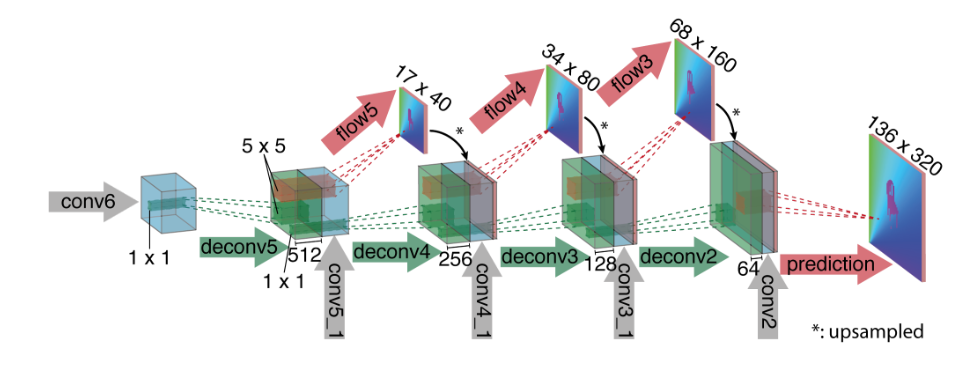 68 x 160
34 x 80
17 x 40
flow3
flow4
flow5
*
*
*
136 x 320
5 x 5
conv6
1 x 1
deconv5
512
1 x 1
deconv4
256
deconv3
128
deconv2
64
prediction
conv5_1
conv4_1
conv3_1
conv2
*: upsampled